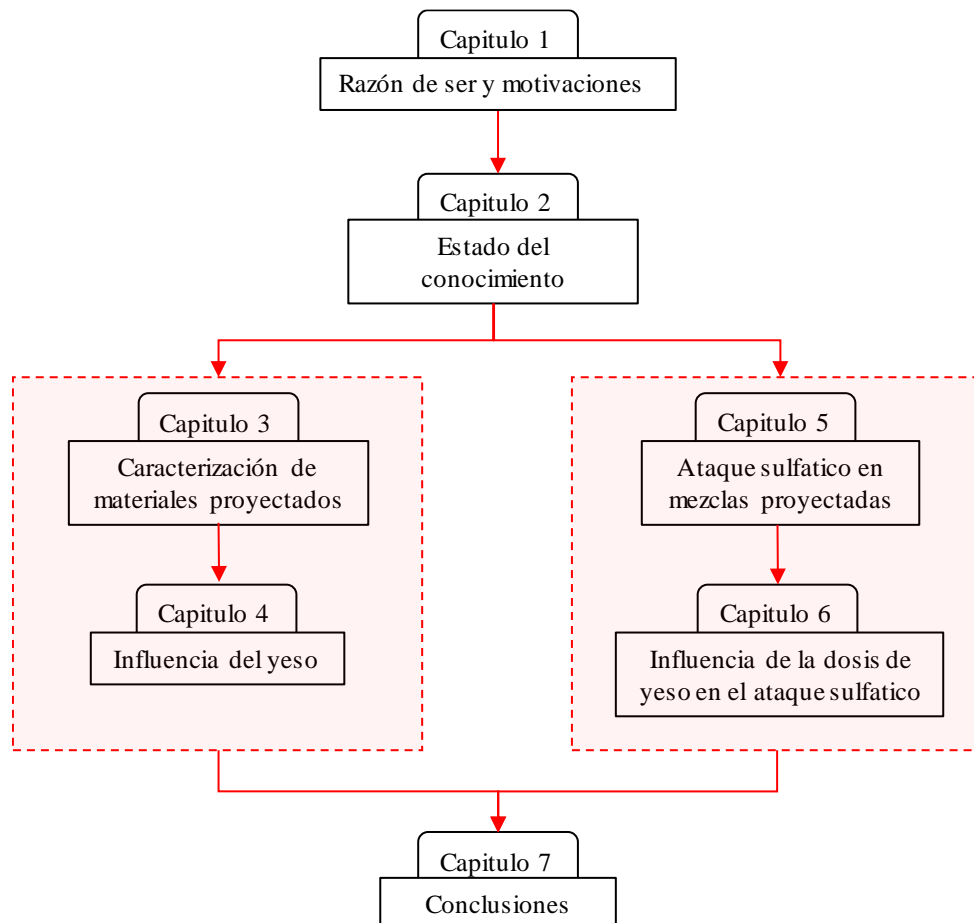 Capitulo 1
Razón de ser y motivaciones
Capitulo 2
Estado del
conocimiento
Capitulo 3
Caracterización de
materiales proyectados
Capitulo 4
Influencia del yeso
Capitulo 5
Ataque sulfatico en
mezclas proyectadas
Capitulo 6
Influencia de la dosis de
yeso en el ataque sulfatico
Capitulo 7
Conclusiones